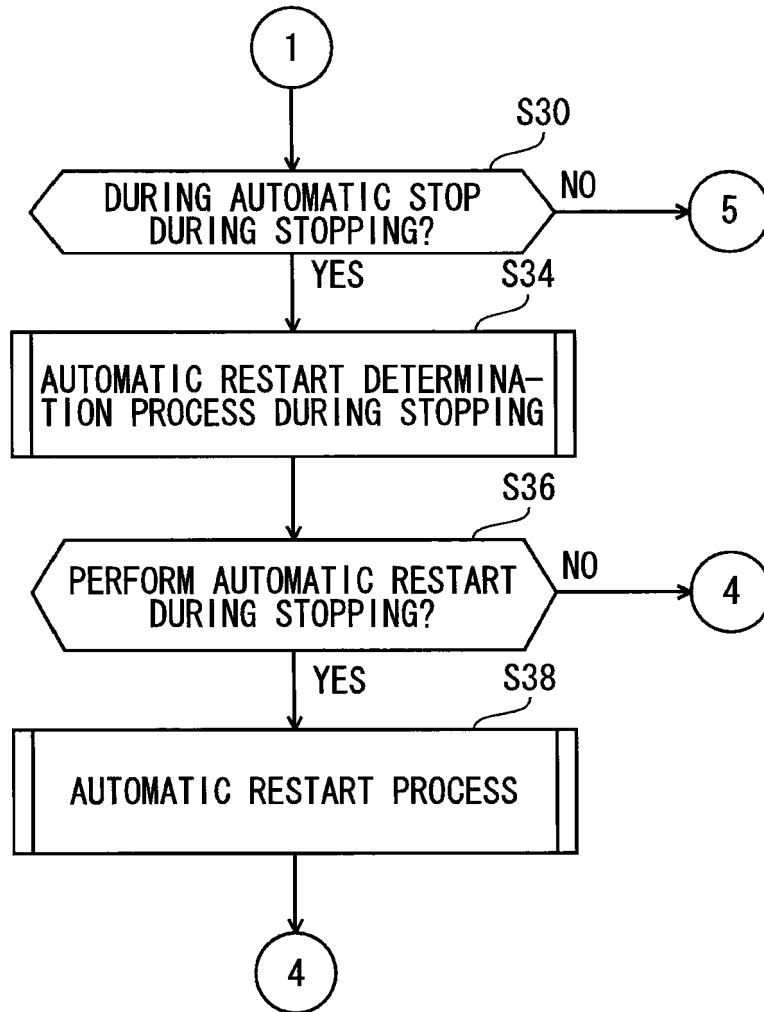 1
S30
DURING AUTOMATIC STOP
DURING STOPPING?
NO
5
YES
S34
AUTOMATIC RESTART DETERMINA-
TION PROCESS DURING STOPPING
S36
PERFORM AUTOMATIC RESTART
DURING STOPPING?
NO
4
YES
S38
AUTOMATIC RESTART PROCESS
4